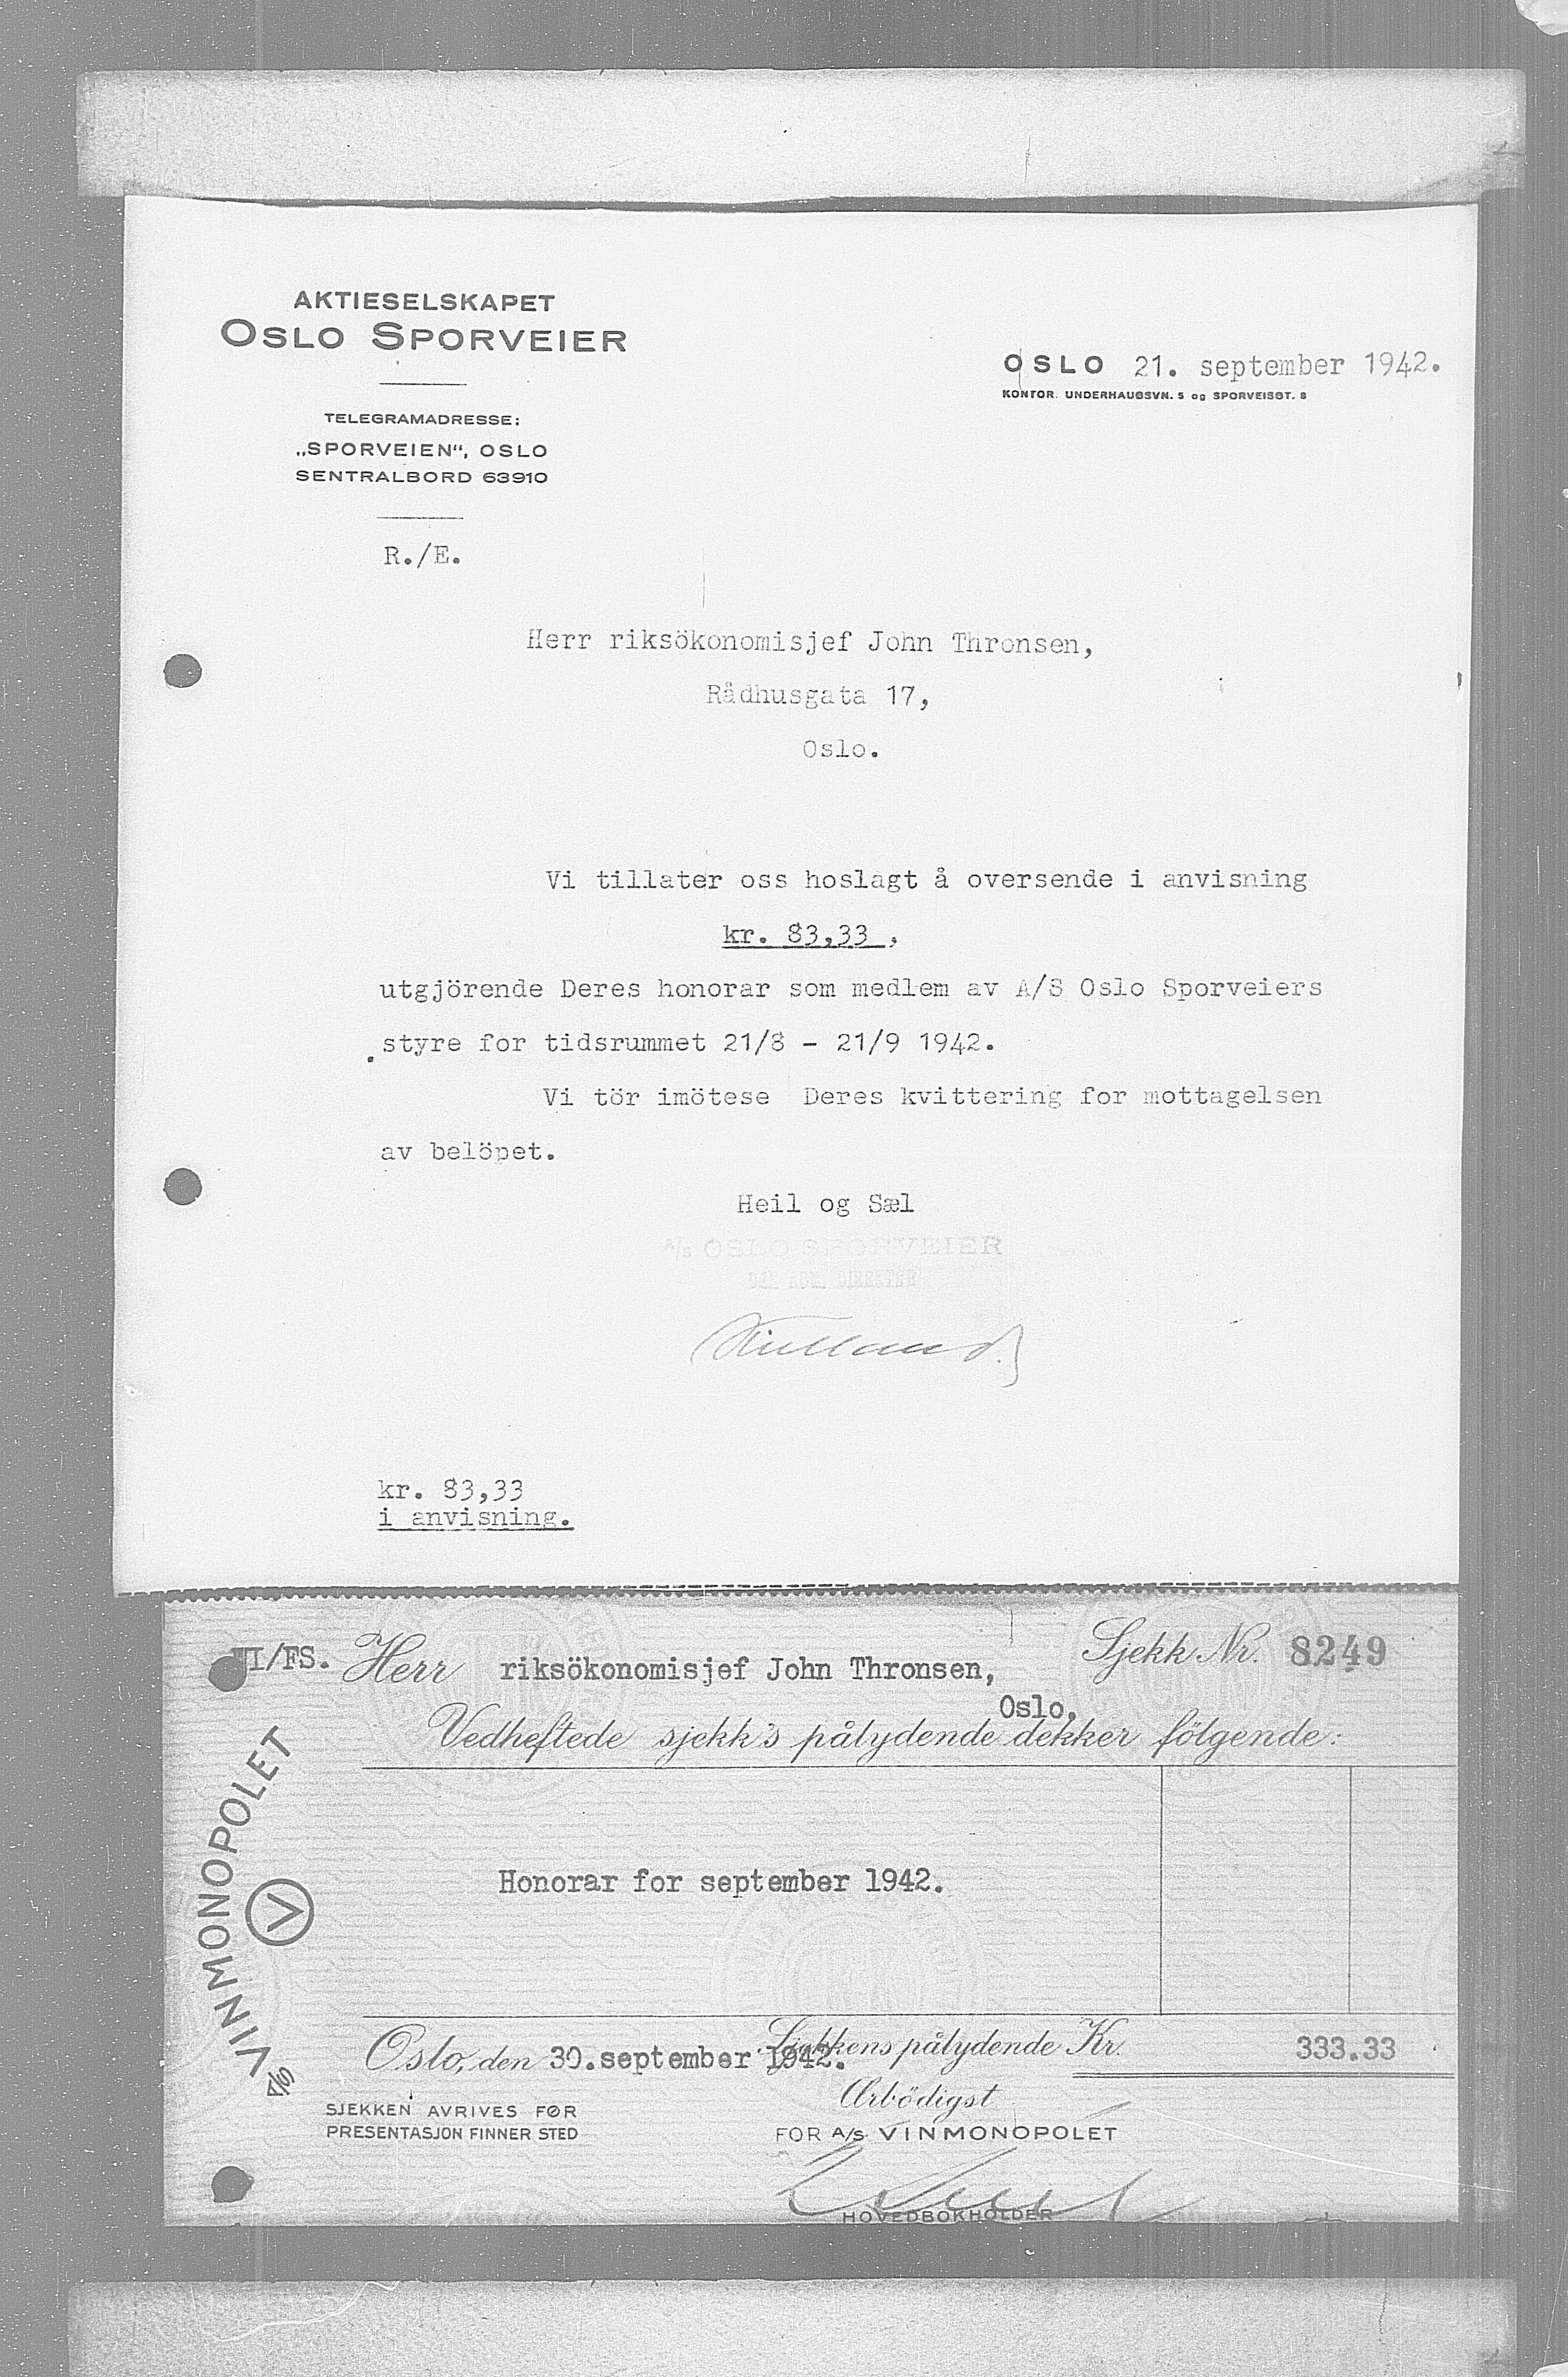 AKTIESELSKAPET
OSLO SPORVEIER
TELEGRAMADRESSE:
„SPORVEIEN“, OSLO
SENTRALBORD 63910
OSLO 21. september 1942.
KONTOR. UNDERHAUGSVN. 5 og SPORVEISGT. 8
R./E.
Herr riksökonomisjef John Thronsen,
Rådhusgata 17,
Oslo.
Vi tillater oss hoslagt å oversende i anvisning
kr. 83,33 ,
utgjörende Deres honorar som medlem av A/S Oslo Sporveiers
styre for tidsrummet 21/8 - 21/9 1942.
Vi tör imötese Deres kvittering for mottagelsen
av belöpet.
Heil og Sæl
A/S OSLO SPORVEIER
DEN ADM. DIREKTØR
kr. 83,33
i anvisning.
/FS. Herr riksökonomisjef John Thronsen, Sjekk Nr. 8249
Oslo.
Vedheftede sjekk's pålydende dekker følgende:
A/S VINMONOPOLET
V
Honorar for september 1942.
Oslo, den 30.september 1942. Sjekkens pålydende Kr. 333.33
SJEKKEN AVRIVES FØR
PRESENTASJON FINNER STED
Ærbödigst
FOR A/S VINMONOPOLET
HOVEDBOKHOLDER